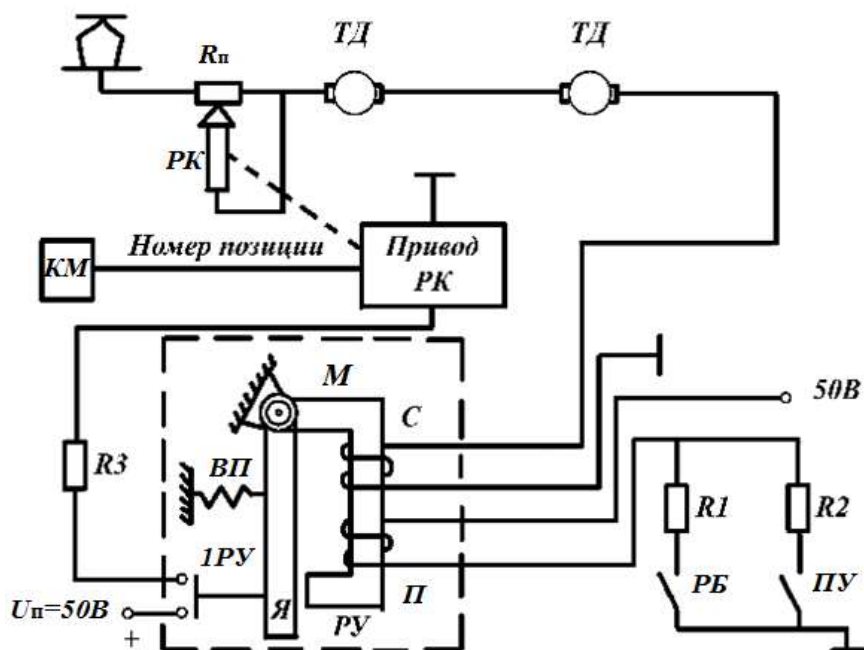 ТД ТД
Rп
РК
Номер позиции
КМ
Привод
РК
М
С
50В
R3
ВП
R1
R2
1РУ
РБ
ПУ
Uп=50В
+
Я
П
РУ